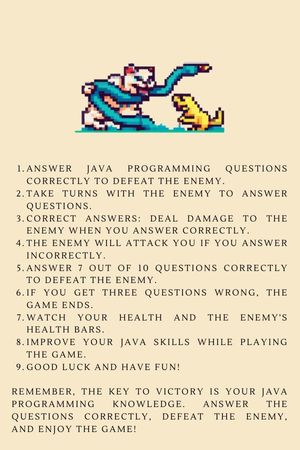 1. ANSWER JAVA PROGRAMMING QUESTIONS
CORRECTLY TO DEFEAT THE ENEMY.
2. TAKE TURNS WITH THE ENEMY TO ANSWER
QUESTIONS.
3. CORRECT ANSWERS: DEAL DAMAGE TO THE
ENEMY WHEN YOU ANSWER CORRECTLY.
4. THE ENEMY WILL ATTACK YOU IF YOU ANSWER
INCORRECTLY.
5. ANSWER 7 OUT OF 10 QUESTIONS CORRECTLY
TO DEFEAT THE ENEMY.
6. IF YOU GET THREE QUESTIONS WRONG, THE
GAME ENDS.
7. WATCH YOUR HEALTH AND THE ENEMY'S
HEALTH BARS.
8. IMPROVE YOUR JAVA SKILLS WHILE PLAYING
THE GAME.
9. GOOD LUCK AND HAVE FUN!
REMEMBER, THE KEY TO VICTORY IS YOUR JAVA
PROGRAMMING KNOWLEDGE. ANSWER THE
QUESTIONS CORRECTLY, DEFEAT THE ENEMY,
AND ENJOY THE GAME!